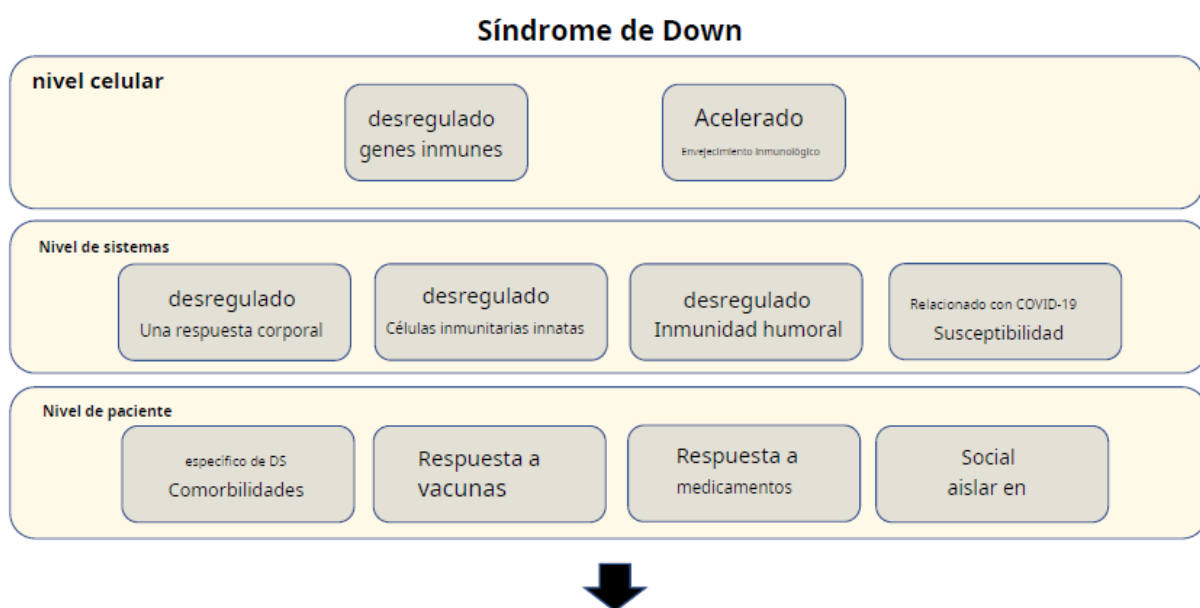 Síndrome de Down
nivel celular
desregulado
genes inmunes
Acelerado
Envejecimiento inmunológico
Nivel de sistemas
desregulado
Una respuesta corporal
desregulado
Células inmunitarias innatas
desregulado
Inmunidad humoral
Relacionado con COVID-19
Susceptibilidad
Nivel de paciente
específico de DS
Comorbilidades
Respuesta a
vacunas
Respuesta a
medicamentos
Social
aislar en